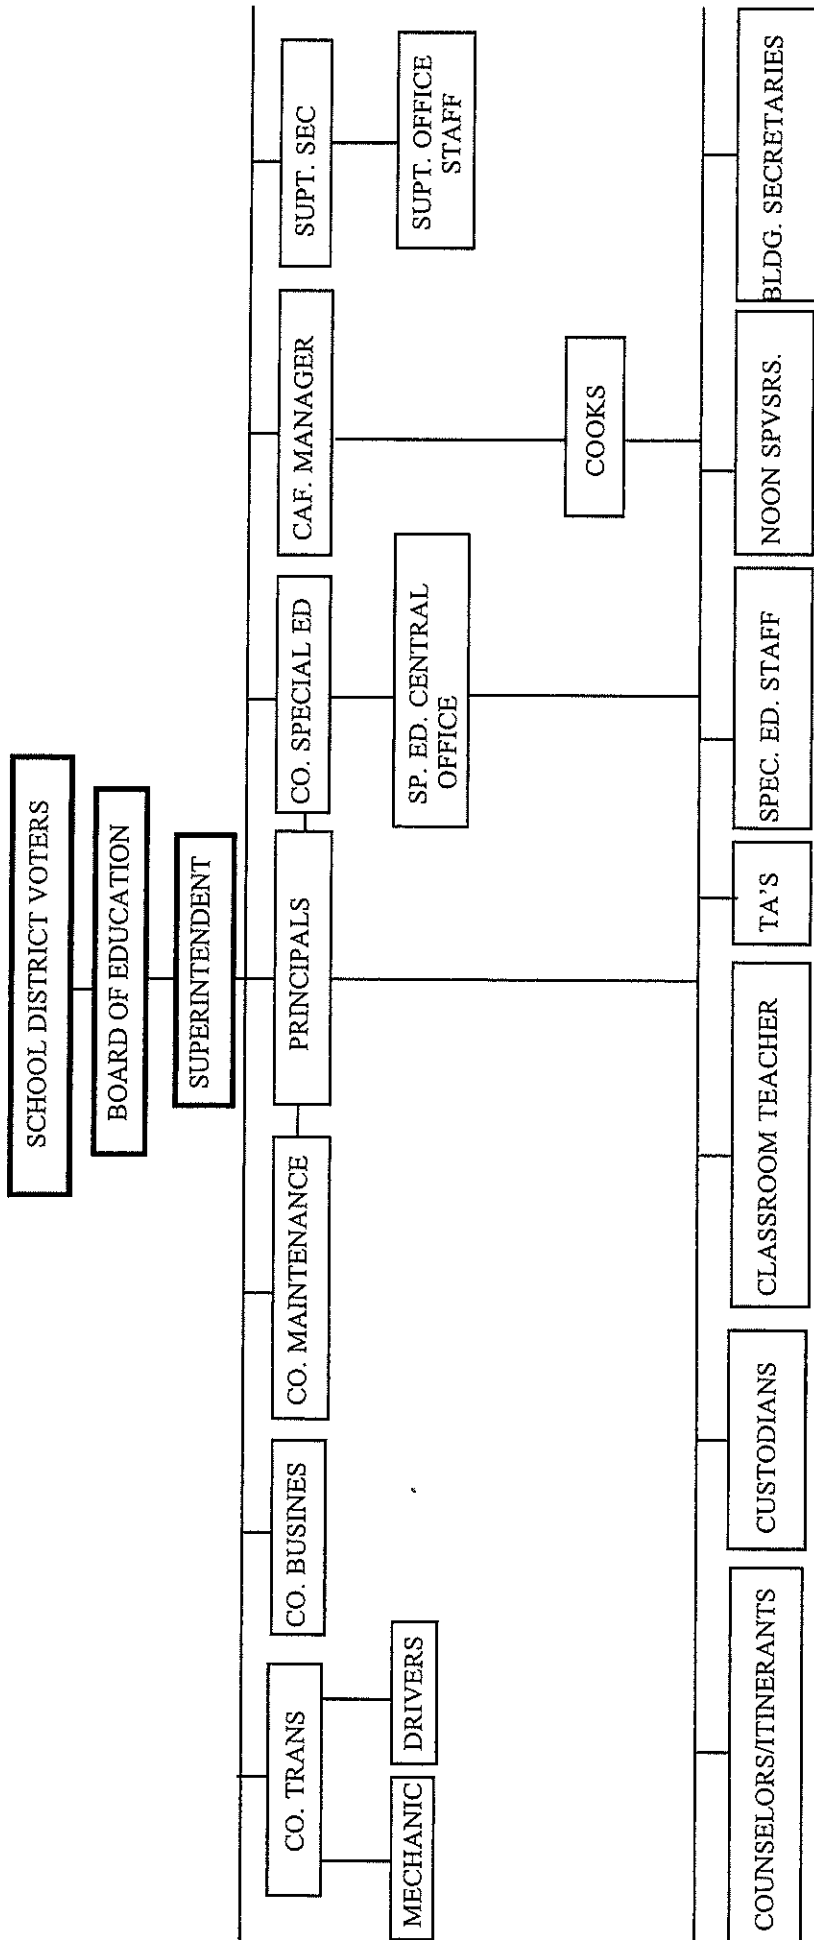 SCHOOL DISTRICT VOTERS
BOARD OF EDUCATION
SUPERINTENDENT
CO. TRANS
CO. BUSINES
CO. MAINTENANCE
PRINCIPALS
CO. SPECIAL ED
CAF. MANAGER
SUPT. SEC
MECHANIC
DRIVERS
SP. ED. CENTRAL
OFFICE
SUPT. OFFICE
STAFF
COOKS
COUNSELORS/ITINERANTS
CUSTODIANS
CLASSROOM TEACHER
TA'S
SPEC. ED. STAFF
NOON SPVSRS.
BLDG. SECRETARIES